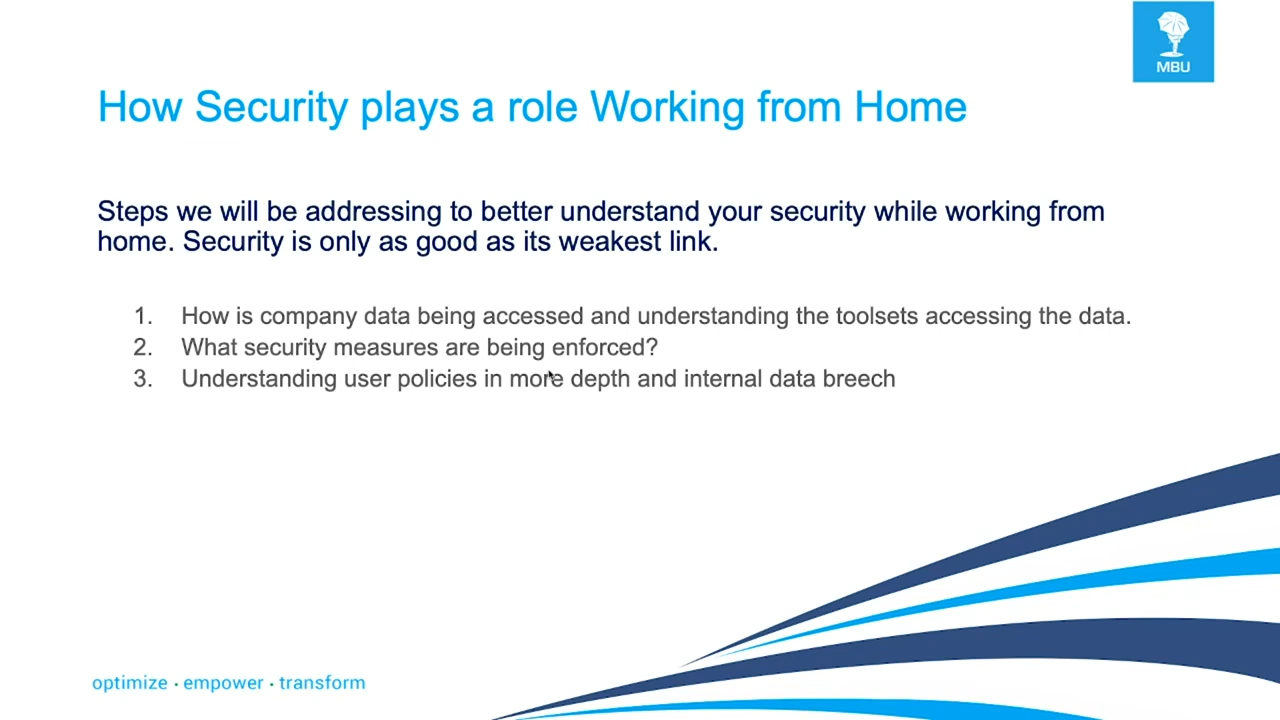 MBU
How Security plays a role Working from Home
Steps we will be addressing to better understand your security while working from
home. Security is only as good as its weakest link.
1. How is company data being accessed and understanding the toolsets accessing the data.
2. What security measures are being enforced?
3. Understanding user policies in more depth and internal data breech
optimize · empower · transform